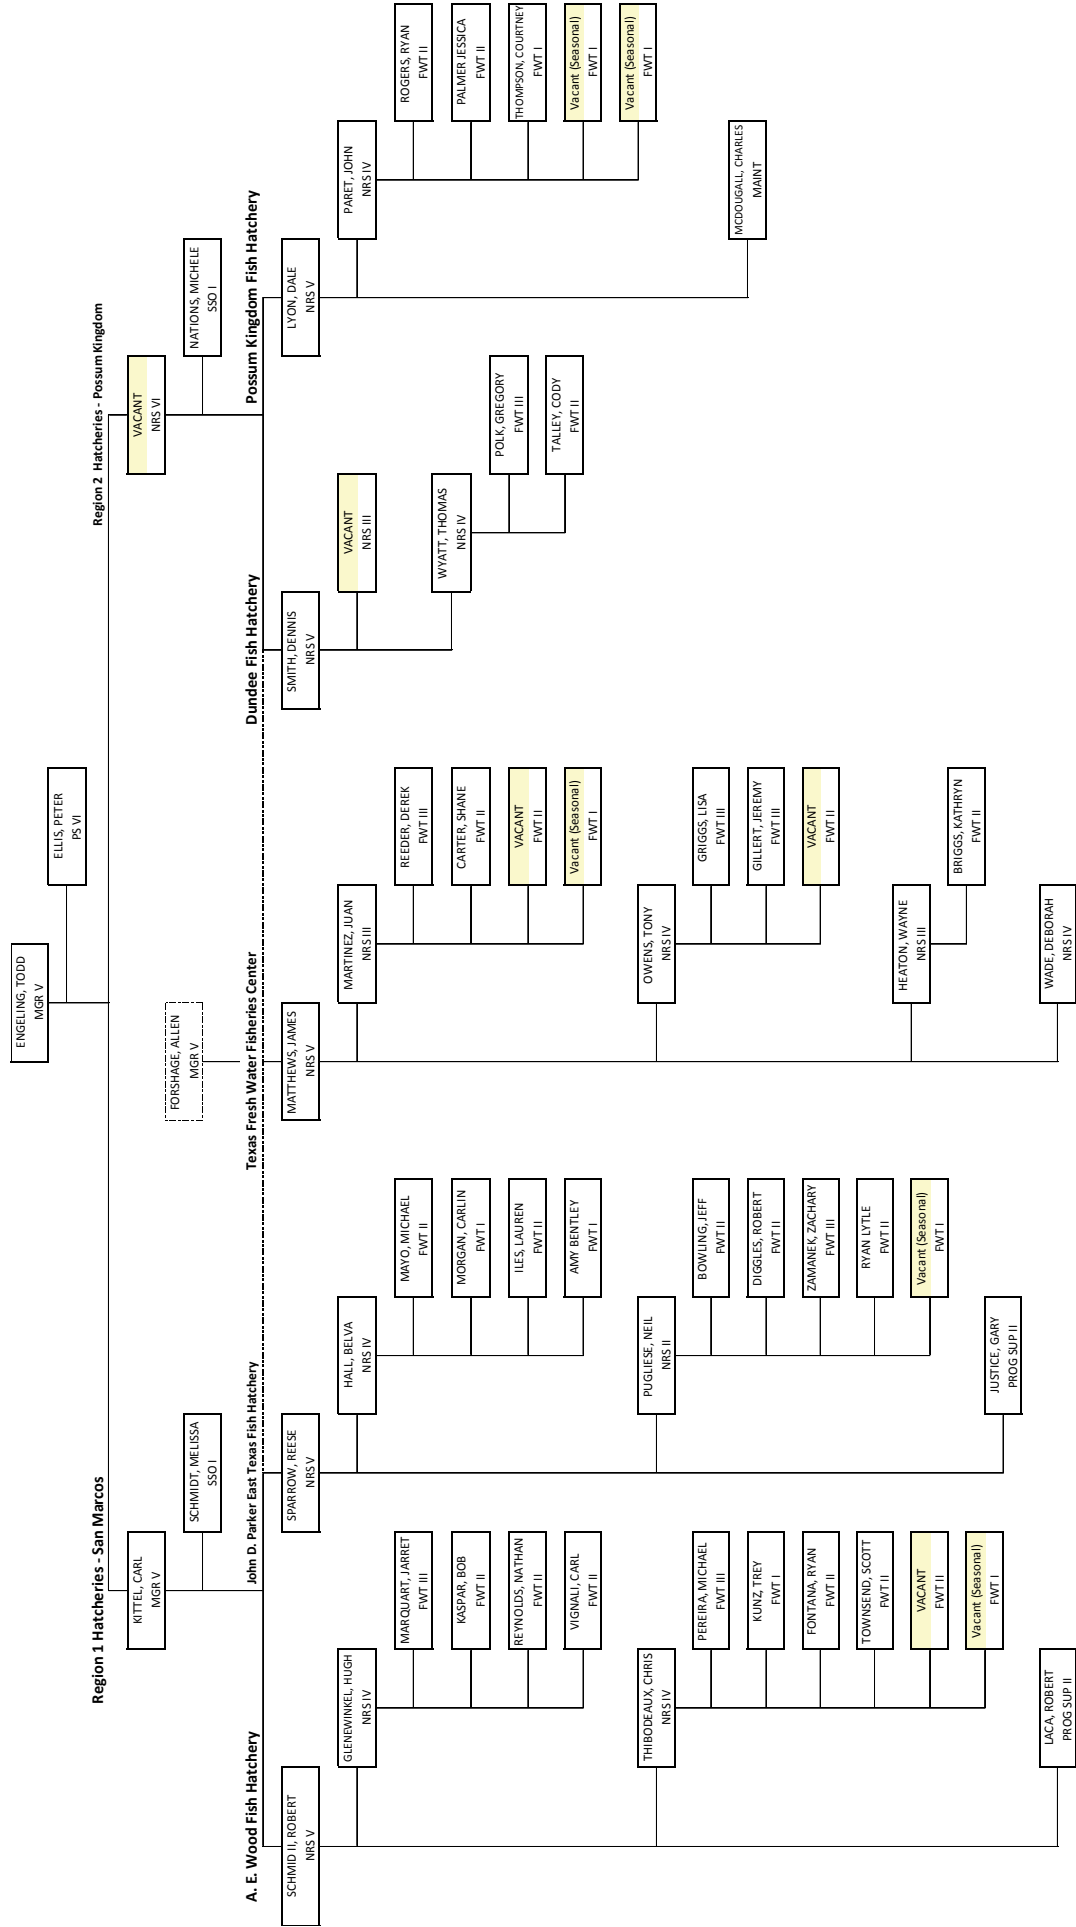 ENGELING, TODD
MGR V
ELLIS, PETER
PS VI
Region 1 Hatcheries - San Marcos
KITTEL, CARL
MGR V
SCHMIDT, MELISSA
SSO I
FORSHAGE, ALLEN
MGR V
Region 2 Hatcheries - Possum Kingdom
VACANT
NRS VI
NATIONS, MICHELE
SSO I
A. E. Wood Fish Hatchery
SCHMID II, ROBERT
NRS V
GLENEWINKEL, HUGH
NRS IV
MARQUART, JARRET
FWT III
KASPAR, BOB
FWT II
REYNOLDS, NATHAN
FWT II
VIGNALI, CARL
FWT II
THIBODEAUX, CHRIS
NRS IV
PEREIRA, MICHAEL
FWT III
KUNZ, TREY
FWT I
FONTANA, RYAN
FWT II
TOWNSEND, SCOTT
FWT II
VACANT
FWT II
Vacant (Seasonal)
FWT I
LACA, ROBERT
PROG SUP II
John D. Parker East Texas Fish Hatchery
SPARROW, REESE
NRS V
HALL, BELVA
NRS IV
MAYO, MICHAEL
FWT II
MORGAN, CARLIN
FWT I
ILES, LAUREN
FWT II
AMY BENTLEY
FWT I
PUGLIESE, NEIL
NRS II
BOWLING, JEFF
FWT II
DIGGLES, ROBERT
FWT II
ZAMANEK, ZACHARY
FWT III
RYAN LYTLE
FWT II
Vacant (Seasonal)
FWT I
JUSTICE, GARY
PROG SUP II
Texas Fresh Water Fisheries Center
MATTHEWS, JAMES
NRS V
MARTINEZ, JUAN
NRS III
REEDER, DEREK
FWT III
CARTER, SHANE
FWT II
VACANT
FWT II
Vacant (Seasonal)
FWT I
OWENS, TONY
NRS IV
GRIGGS, LISA
FWT III
GILLERT, JEREMY
FWT III
VACANT
FWT II
HEATON, WAYNE
NRS III
BRIGGS, KATHRYN
FWT II
WADE, DEBORAH
NRS IV
Dundee Fish Hatchery
SMITH, DENNIS
NRS V
VACANT
NRS III
WYATT, THOMAS
NRS IV
POLK, GREGORY
FWT III
TALLEY, CODY
FWT II
Possum Kingdom Fish Hatchery
LYON, DALE
NRS V
PARET, JOHN
NRS IV
ROGERS, RYAN
FWT II
PALMER JESSICA
FWT II
THOMPSON, COURTNEY
FWT I
Vacant (Seasonal)
FWT I
Vacant (Seasonal)
FWT I
MCDOUGALL, CHARLES
MAINT